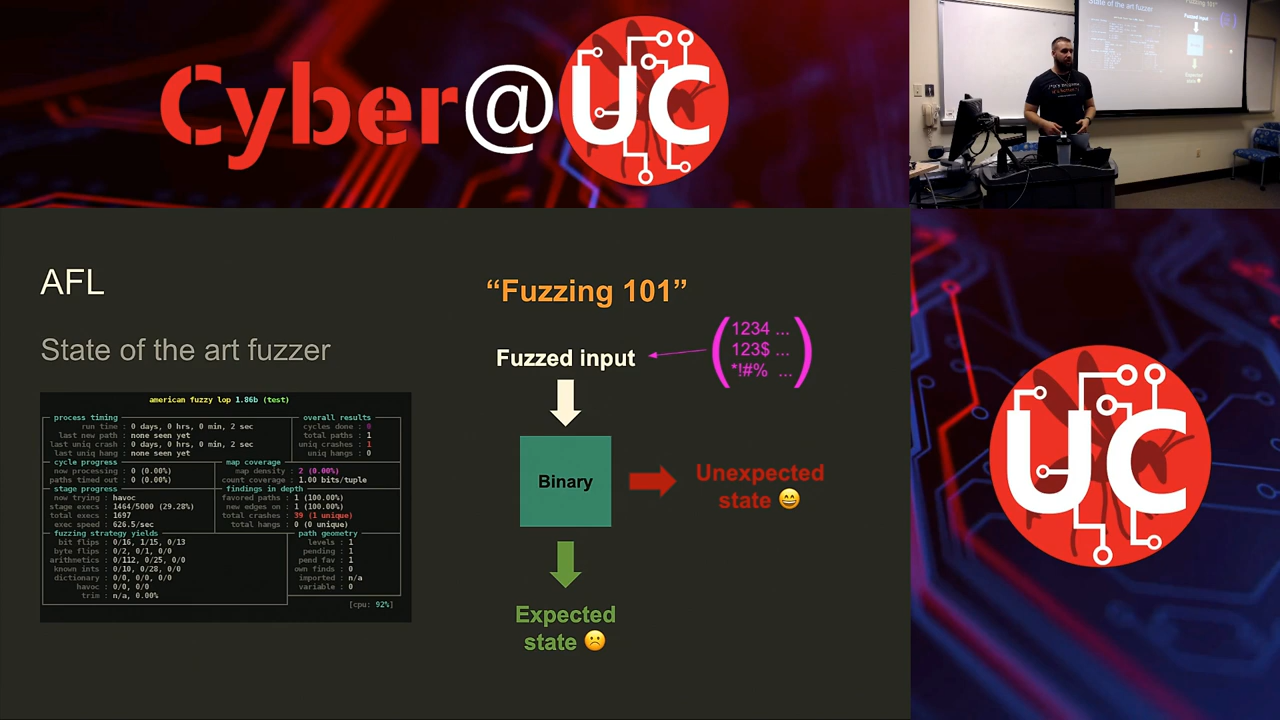 Cyber@UC
State of the art fuzzer
Fuzzed input
AFL
State of the art fuzzer
"Fuzzing 101"
Fuzzed input
1234 ...
123$ ...
*!#% ...
Binary
Unexpected
state 😄
Expected
state ☹️
american fuzzy lop 1.86b (test)
process timing
run time : 0 days, 0 hrs, 0 min, 2 sec
last new path : none seen yet
last uniq crash : 0 days, 0 hrs, 0 min, 2 sec
last uniq hang : none seen yet
overall results
cycles done : 0
total paths : 1
uniq crashes : 1
uniq hangs : 0
cycle progress
now processing : 0 (0.00%)
paths timed out : 0 (0.00%)
map coverage
map density : 2 (0.00%)
count coverage : 1.00 bits/tuple
stage progress
now trying : havoc
stage execs : 1464/5000 (29.28%)
total execs : 1697
exec speed : 626.5/sec
findings in depth
favored paths : 1 (100.00%)
new edges on : 1 (100.00%)
total crashes : 39 (1 unique)
total hangs : 0 (0 unique)
fuzzing strategy yields
bit flips : 0/16, 1/15, 0/13
byte flips : 0/2, 0/1, 0/0
arithmetics : 0/112, 0/25, 0/0
known ints : 0/10, 0/28, 0/0
dictionary : 0/0, 0/0, 0/0
havoc : 0/0, 0/0
trim : n/a, 0.00%
path geometry
levels : 1
pending : 1
pend fav : 1
own finds : 0
imported : n/a
variable : 0
[cpu: 92%]
UC